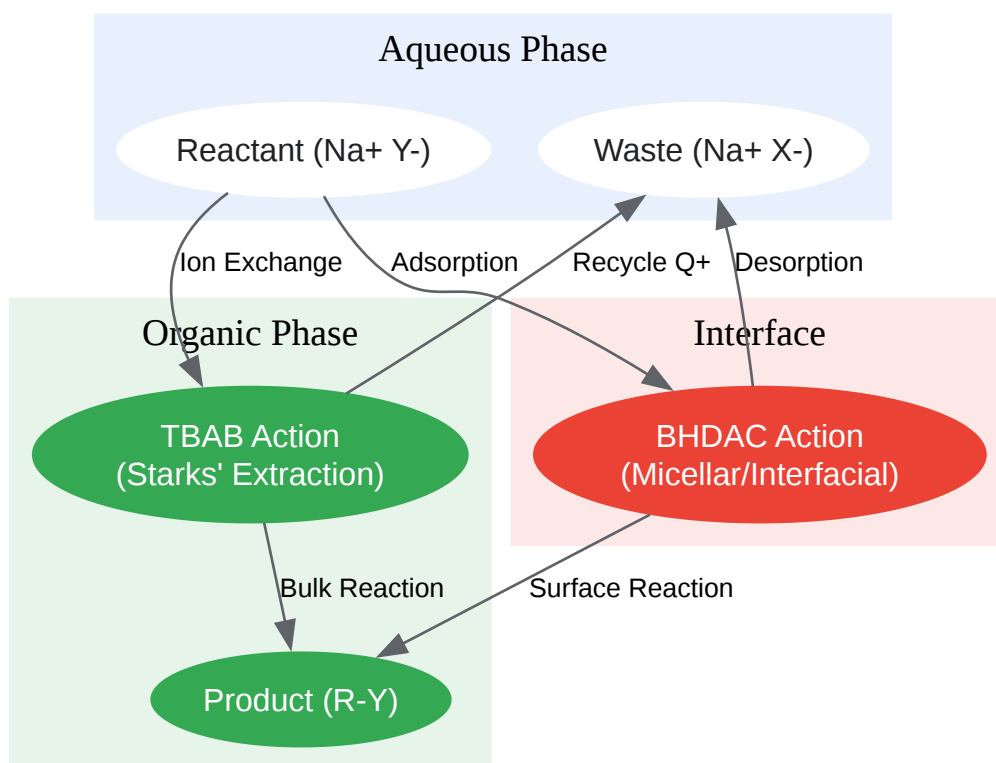 Aqueous Phase
Reactant (Na+ Y-)
Waste (Na+ X-)
Ion Exchange
Adsorption
Recycle Q+
Desorption
Organic Phase
Interface
TBAB Action
(Starks' Extraction)
BHDAC Action
(Micellar/Interfacial)
Bulk Reaction
Surface Reaction
Product (R-Y)